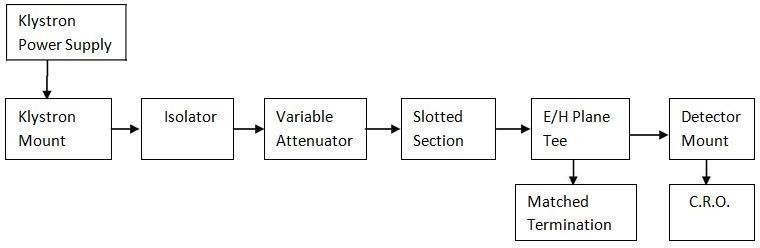 Klystron
Power Supply
Klystron
Mount
Isolator
Variable
Attenuator
Slotted
Section
E/H Plane
Tee
Detector
Mount
Matched
Termination
C.R.O.